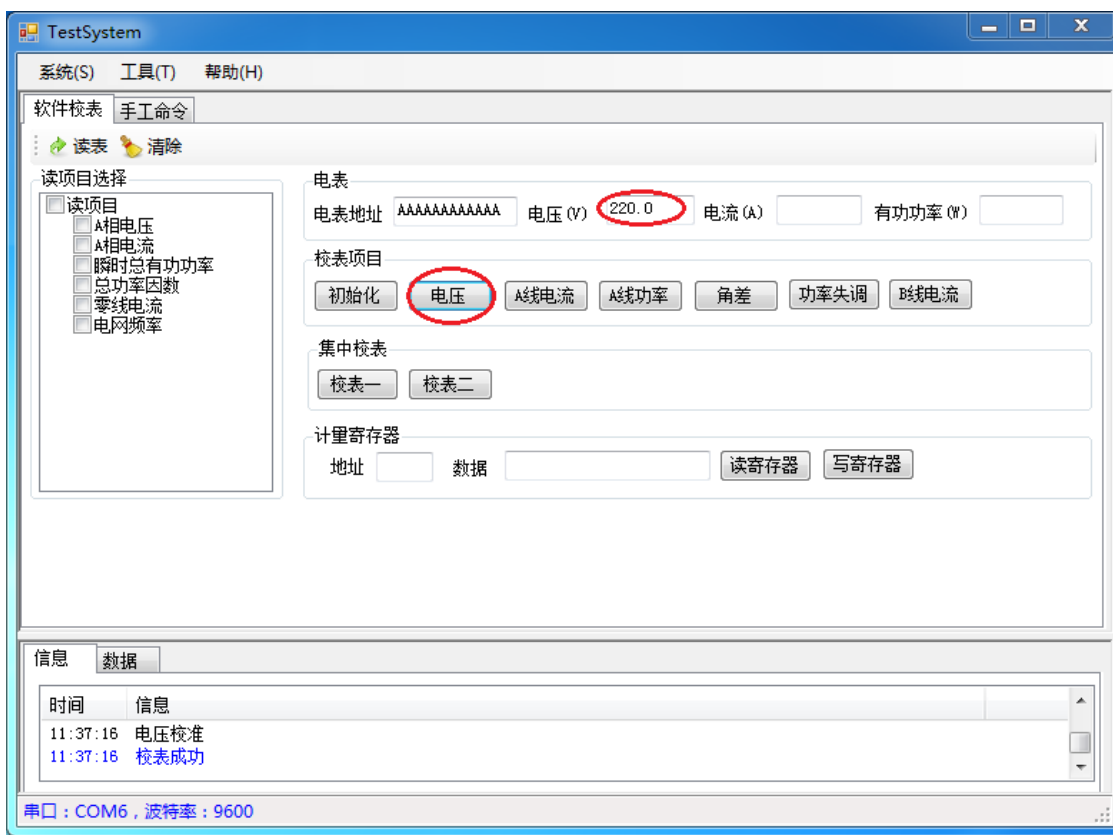 TestSystem
系统(S) 工具(T) 帮助(H)
软件校表 手工命令
读表 清除
读项目选择
读项目
A相电压
A相电流
瞬时总有功功率
总功率因数
零线电流
电网频率
电表
电表地址 AAAAAAAAAAAA 电压(V) 220.0 电流(A) 有功功率(W)
校表项目
初始化 电压 A线电流 A线功率 角差 功率失调 B线电流
集中校表
校表一 校表二
计量寄存器
地址 数据 读寄存器 写寄存器
信息 数据
时间 信息
11:37:16 电压校准
11:37:16 校表成功
串口：COM6，波特率：9600